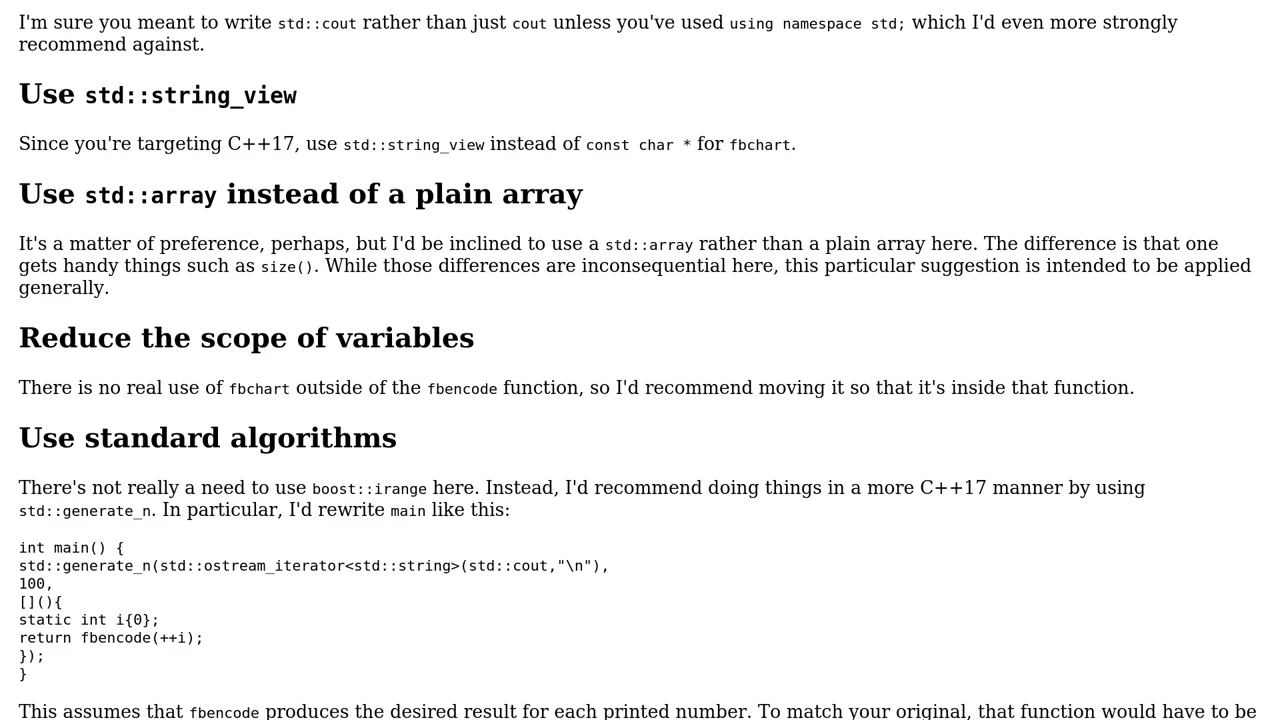 I'm sure you meant to write std::cout rather than just cout unless you've used using namespace std; which I'd even more strongly
recommend against.
Use std::string_view
Since you're targeting C++17, use std::string_view instead of const char * for fbchart.
Use std::array instead of a plain array
It's a matter of preference, perhaps, but I'd be inclined to use a std::array rather than a plain array here. The difference is that one
gets handy things such as size(). While those differences are inconsequential here, this particular suggestion is intended to be applied
generally.
Reduce the scope of variables
There is no real use of fbchart outside of the fbencode function, so I'd recommend moving it so that it's inside that function.
Use standard algorithms
There's not really a need to use boost::irange here. Instead, I'd recommend doing things in a more C++17 manner by using
std::generate_n. In particular, I'd rewrite main like this:
int main() {
std::generate_n(std::ostream_iterator<std::string>(std::cout,"\n"),
100,
[](){
static int i{0};
return fbencode(++i);
});
}
This assumes that fbencode produces the desired result for each printed number. To match your original, that function would have to be